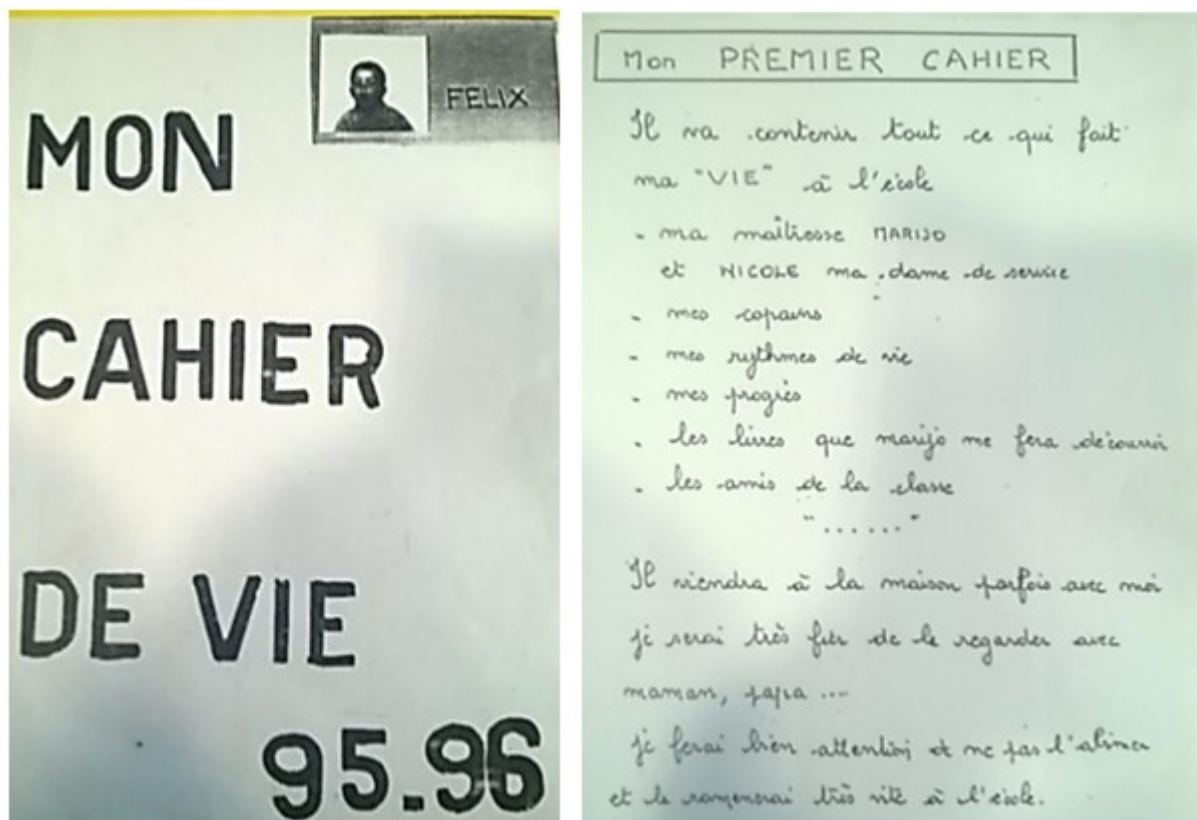 FELIX
MON
CAHIER
DE VIE
95.96
Mon PREMIER CAHIER
Il va contenir tout ce qui fait
ma "VIE" à l'école
- ma maîtresse MARIJO
et NICOLE ma dame de service
- mes copains
- mes rythmes de vie
- mes progrès
- les livres que marijo me fera découvrir
- les amis de la classe
"......"
Il viendra à la maison parfois avec moi
je serai très fier de le regarder avec
maman, papa ...
je ferai bien attention de ne pas l'abimer
et le ramenerai très vite à l'école.